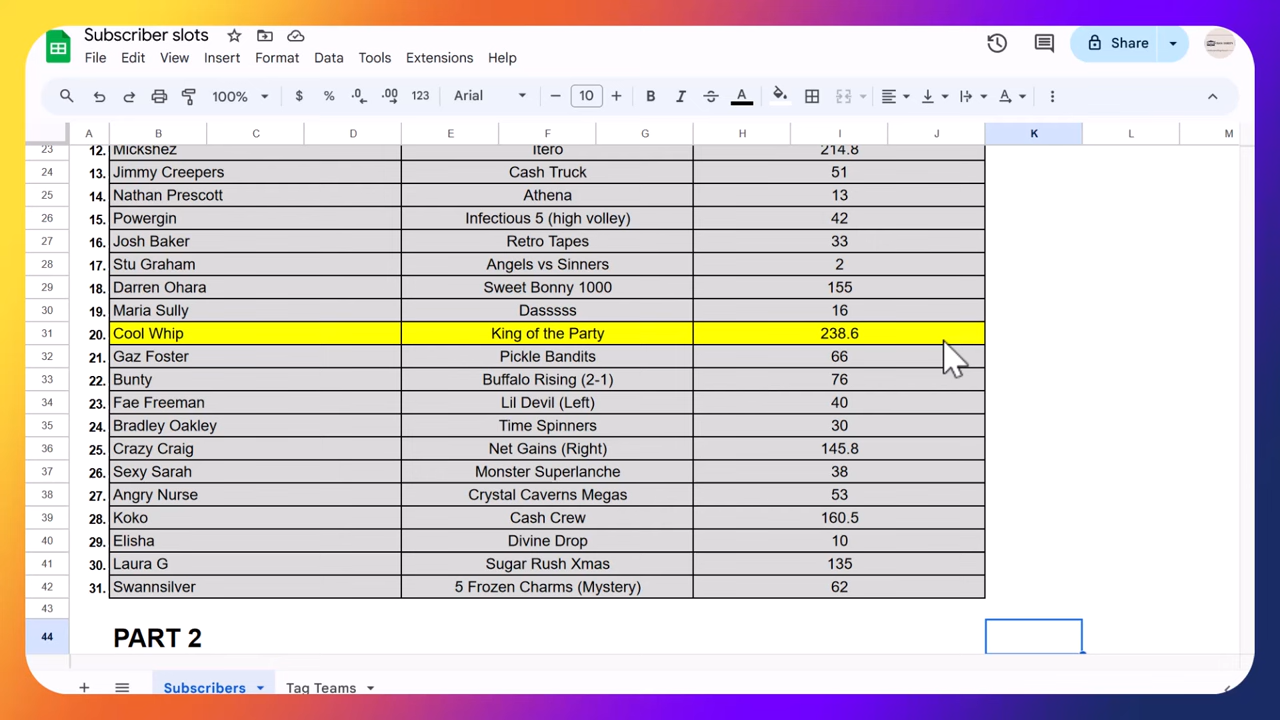 Subscriber slots
File Edit View Insert Format Data Tools Extensions Help
Share
100% $ % .0 .00 123 Arial 10 B I S A
A B C D E F G H I J K L M
23 12. Mickshez Itero 214.8
24 13. Jimmy Creepers Cash Truck 51
25 14. Nathan Prescott Athena 13
26 15. Powergin Infectious 5 (high volley) 42
27 16. Josh Baker Retro Tapes 33
28 17. Stu Graham Angels vs Sinners 2
29 18. Darren Ohara Sweet Bonny 1000 155
30 19. Maria Sully Dasssss 16
31 20. Cool Whip King of the Party 238.6
32 21. Gaz Foster Pickle Bandits 66
33 22. Bunty Buffalo Rising (2-1) 76
34 23. Fae Freeman Lil Devil (Left) 40
35 24. Bradley Oakley Time Spinners 30
36 25. Crazy Craig Net Gains (Right) 145.8
37 26. Sexy Sarah Monster Superlanche 38
38 27. Angry Nurse Crystal Caverns Megas 53
39 28. Koko Cash Crew 160.5
40 29. Elisha Divine Drop 10
41 30. Laura G Sugar Rush Xmas 135
42 31. Swannsilver 5 Frozen Charms (Mystery) 62
43
44 PART 2
Subscribers Tag Teams